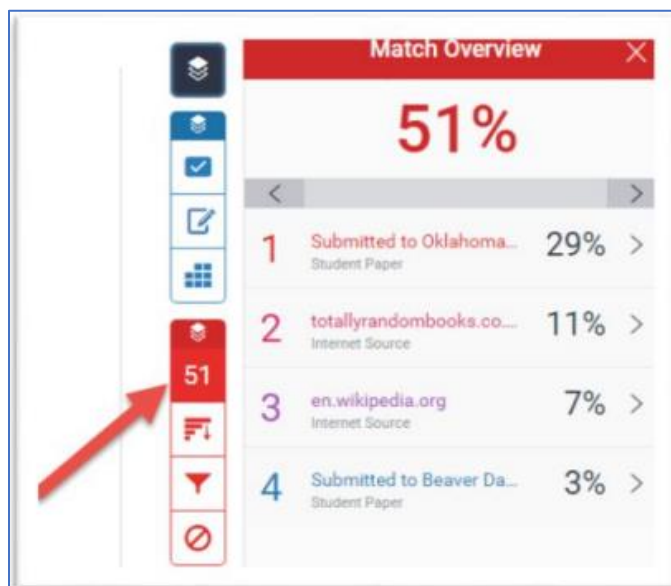 Match Overview
51%
1 Submitted to Oklahoma... 29%
Student Paper
2 totallyrandombooks.co... 11%
Internet Source
51
3 en.wikipedia.org 7%
Internet Source
4 Submitted to Beaver Da... 3%
Student Paper